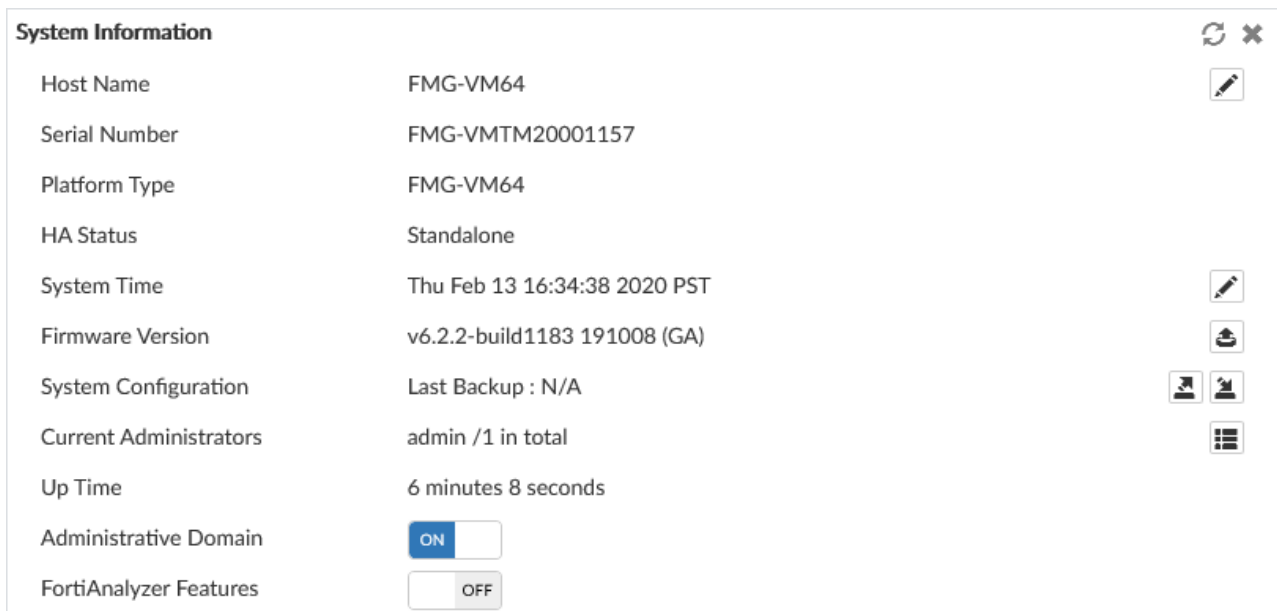 System Information
Host Name FMG-VM64
Serial Number FMG-VMTM20001157
Platform Type FMG-VM64
HA Status Standalone
System Time Thu Feb 13 16:34:38 2020 PST
Firmware Version v6.2.2-build1183 191008 (GA)
System Configuration Last Backup : N/A
Current Administrators admin /1 in total
Up Time 6 minutes 8 seconds
Administrative Domain ON
FortiAnalyzer Features OFF